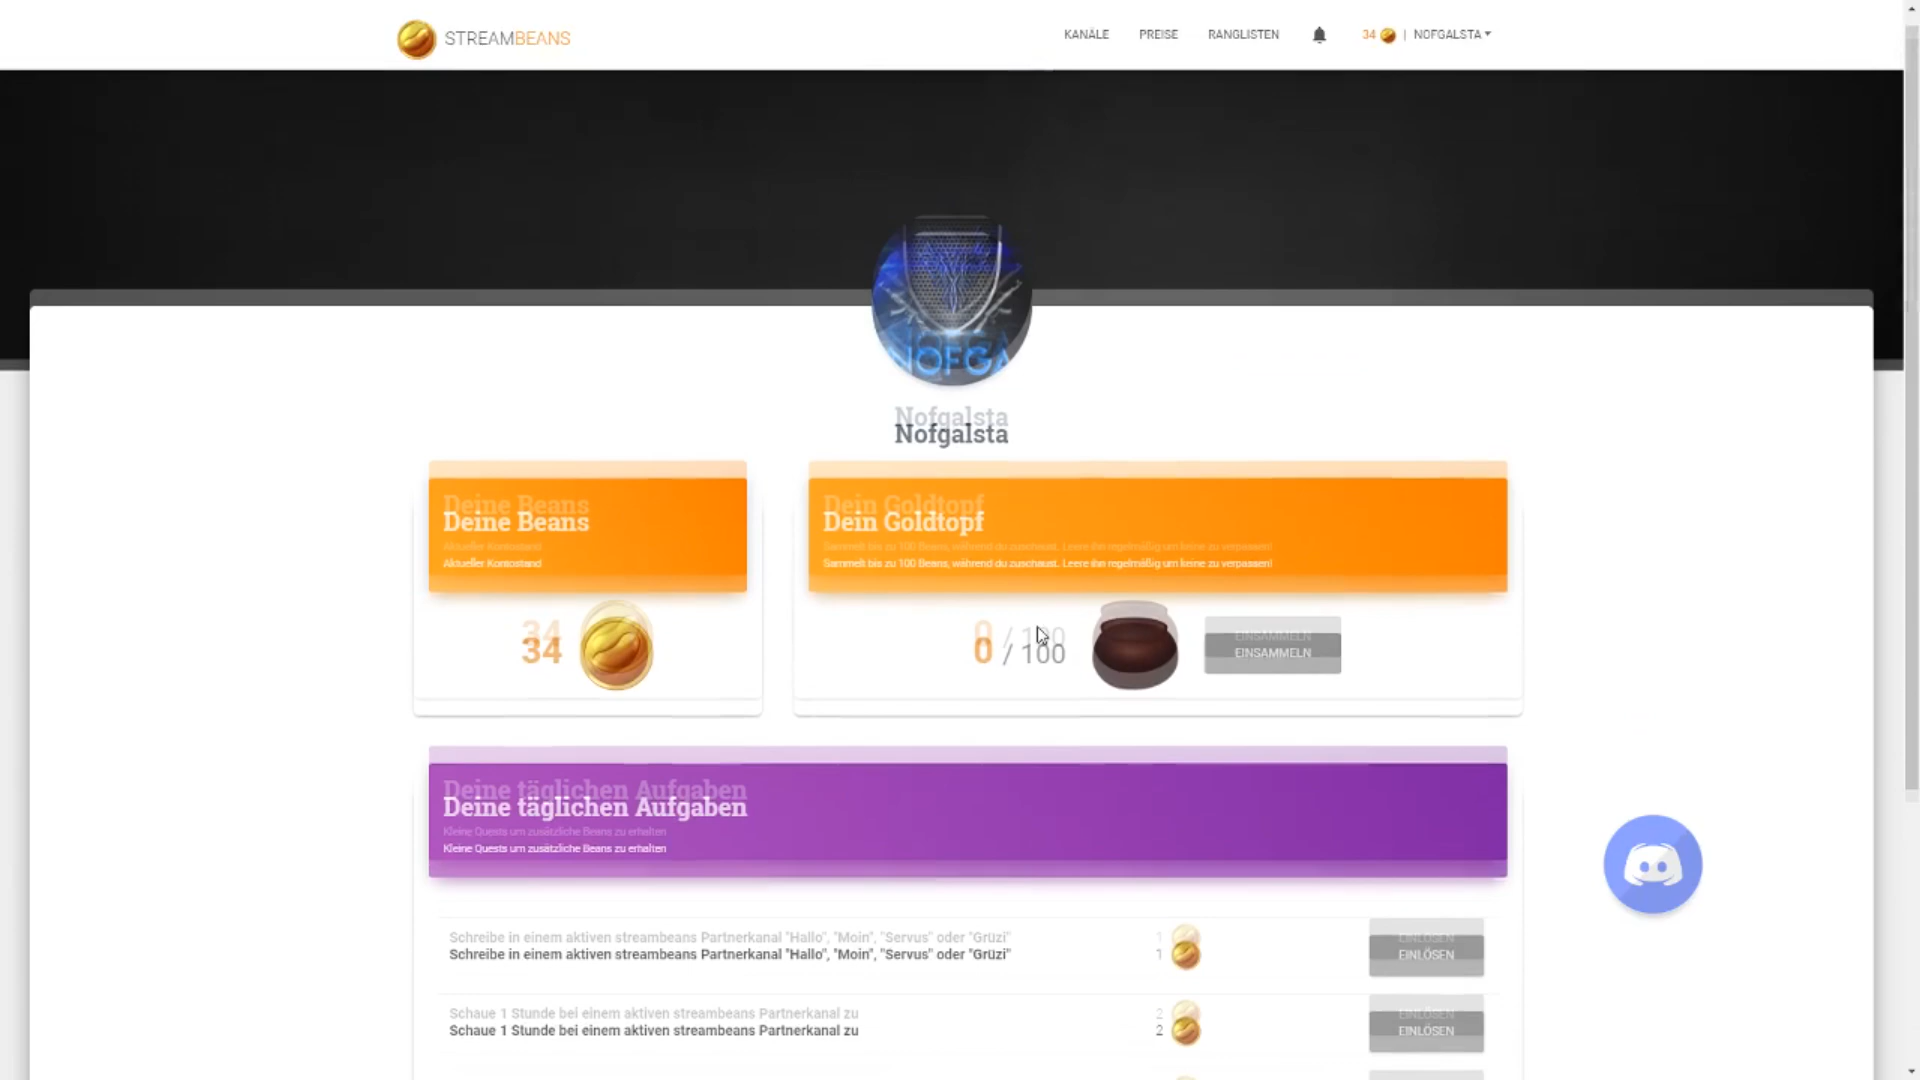 STREAMBEANS
KANÄLE PREISE RANGLISTEN 34 | NOFGALSTA
NOFGA
Nofgalsta
Deine Beans
Aktueller Kontostand
34
Dein Goldtopf
Sammelt bis zu 100 Beans, während du zuschaust. Leere ihn regelmäßig um keine zu verpassen!
0 / 100
EINSAMMELN
Deine täglichen Aufgaben
Kleine Quests um zusätzliche Beans zu erhalten
Schreibe in einem aktiven streambeans Partnerkanal "Hallo", "Moin", "Servus" oder "Grüzi" 1 EINLÖSEN
Schaue 1 Stunde bei einem aktiven streambeans Partnerkanal zu 2 EINLÖSEN